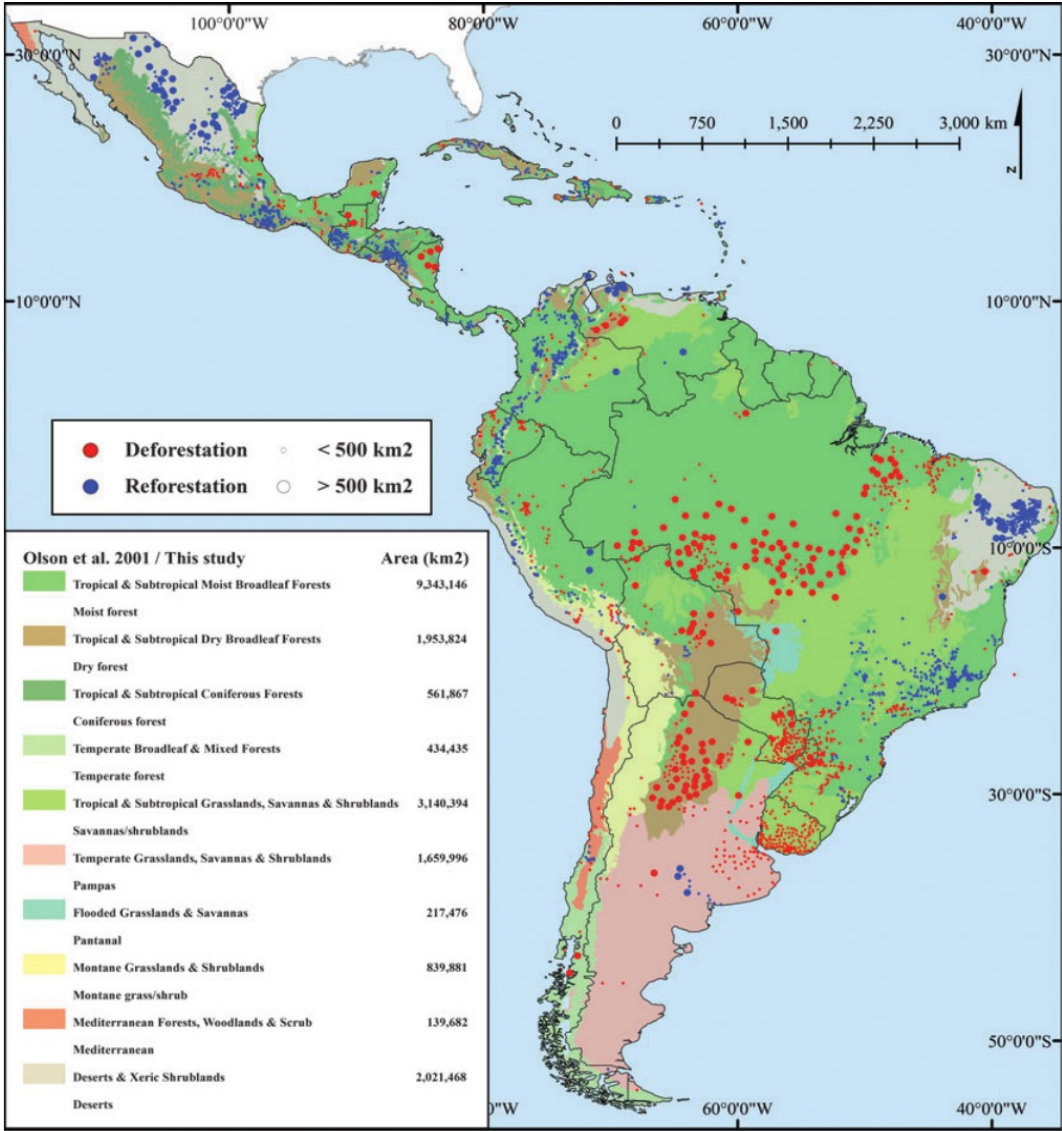 100°0'0"W 80°0'0"W 60°0'0"W 40°0'0"W
30°0'0"N 30°0'0"N
0 750 1,500 2,250 3,000 km
N
10°0'0"N 10°0'0"N
Deforestation < 500 km2
Reforestation > 500 km2
10°0'0"S
Olson et al. 2001 / This study Area (km2)
Tropical & Subtropical Moist Broadleaf Forests 9,343,146
Moist forest
Tropical & Subtropical Dry Broadleaf Forests 1,953,824
Dry forest
Tropical & Subtropical Coniferous Forests 561,867
Coniferous forest
Temperate Broadleaf & Mixed Forests 434,435
Temperate forest
Tropical & Subtropical Grasslands, Savannas & Shrublands 3,140,394
Savannas/shrublands
30°0'0"S
Temperate Grasslands, Savannas & Shrublands 1,659,996
Pampas
Flooded Grasslands & Savannas 217,476
Pantanal
Montane Grasslands & Shrublands 839,881
Montane grass/shrub
Mediterranean Forests, Woodlands & Scrub 139,682
Mediterranean
50°0'0"S
Deserts & Xeric Shrublands 2,021,468
Deserts
0"W 60°0'0"W 40°0'0"W